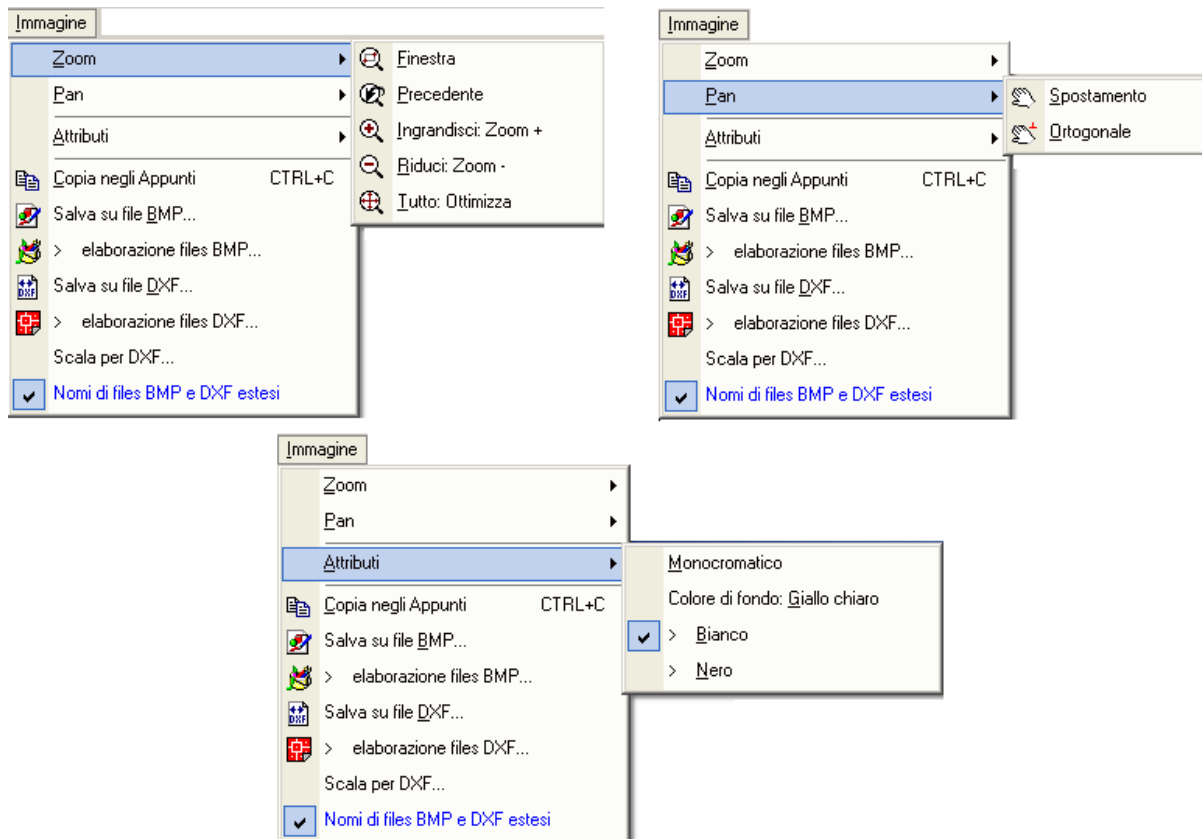 Immagine
Zoom
Pan
Attributi
Copia negli Appunti CTRL+C
Salva su file BMP...
> elaborazione files BMP...
Salva su file DXF...
> elaborazione files DXF...
Scala per DXF...
Nomi di files BMP e DXF estesi
Finestra
Precedente
Ingrandisci: Zoom +
Riduci: Zoom -
Tutto: Ottimizza
Immagine
Zoom
Pan
Attributi
Copia negli Appunti CTRL+C
Salva su file BMP...
> elaborazione files BMP...
Salva su file DXF...
> elaborazione files DXF...
Scala per DXF...
Nomi di files BMP e DXF estesi
Spostamento
Ortogonale
Immagine
Zoom
Pan
Attributi
Copia negli Appunti CTRL+C
Salva su file BMP...
> elaborazione files BMP...
Salva su file DXF...
> elaborazione files DXF...
Scala per DXF...
Nomi di files BMP e DXF estesi
Monocromatico
Colore di fondo: Giallo chiaro
> Bianco
> Nero
DXF
DXF
DXF